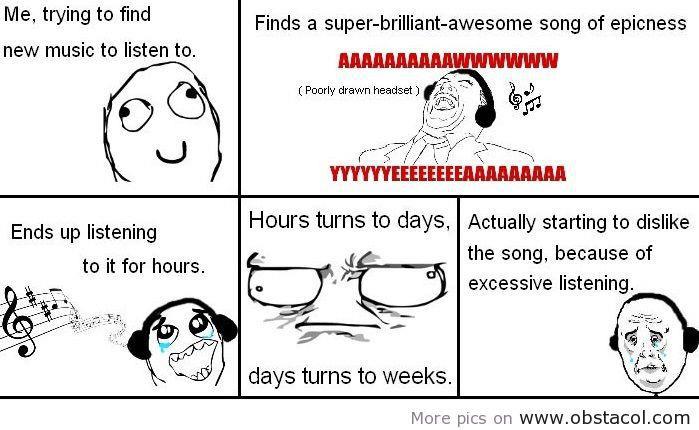 Me, trying to find
new music to listen to.
Finds a super-brilliant-awesome song of epicness
AAAAAAAAAAWWWWWW
( Poorly drawn headset )
YYYYYYEEEEEEEEEAAAAAAAAA
Ends up listening
to it for hours.
Hours turns to days,
days turns to weeks.
Actually starting to dislike
the song, because of
excessive listening.
More pics on www.obstacol.com